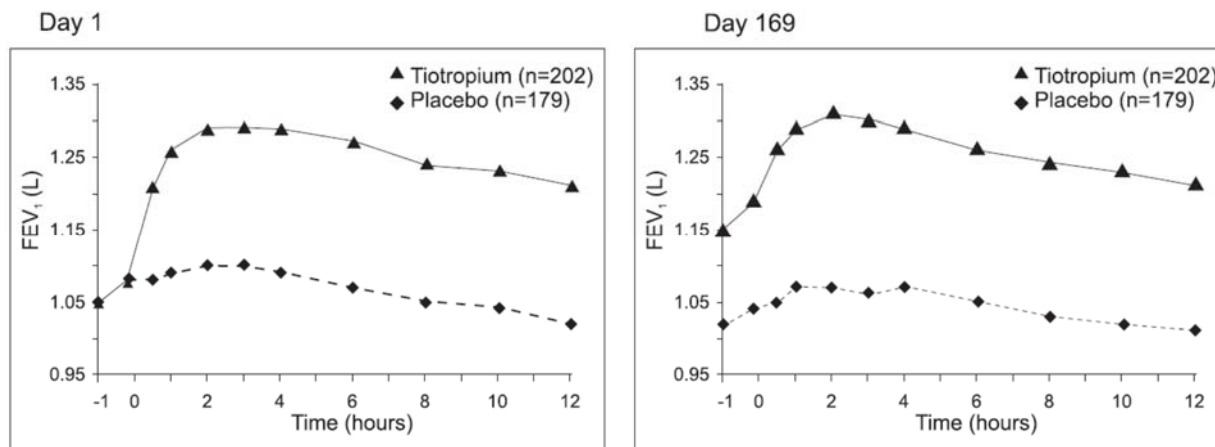 Day 1
▲ Tiotropium (n=202)
◆ Placebo (n=179)
1.35
1.25
1.15
1.05
0.95
FEV₁ (L)
-1 0 2 4 6 8 10 12
Time (hours)
Day 169
▲ Tiotropium (n=202)
◆ Placebo (n=179)
1.35
1.25
1.15
1.05
0.95
FEV₁ (L)
-1 0 2 4 6 8 10 12
Time (hours)